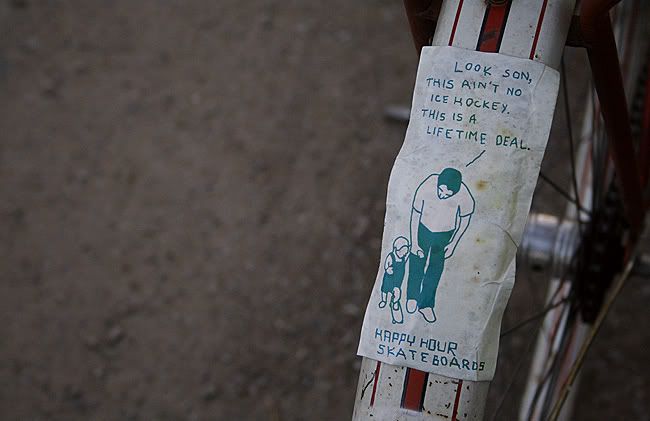 LOOK SON,
THIS AIN'T NO
ICE HOCKEY.
THIS IS A
LIFETIME DEAL.
HAPPY HOUR
SKATEBOARDS